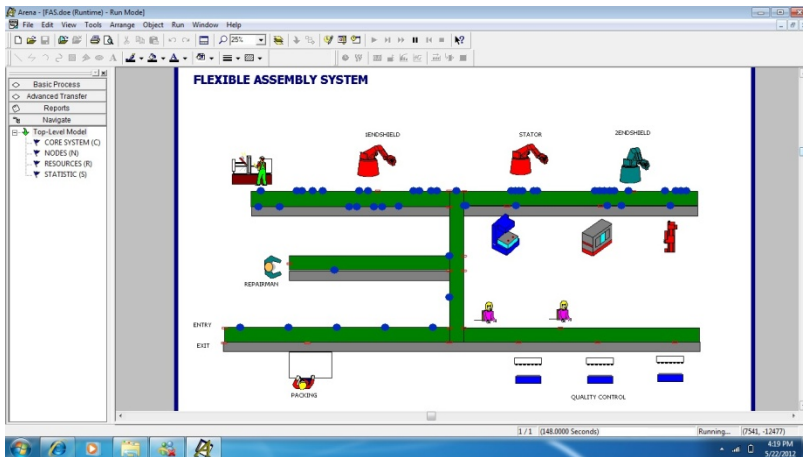 Arena - [FAS.doe (Runtime) - Run Mode]
File Edit View Tools Arrange Object Run Window Help
25%
Basic Process
Advanced Transfer
Reports
Navigate
Top-Level Model
CORE SYSTEM (C)
NODES (N)
RESOURCES (R)
STATISTIC (S)
FLEXIBLE ASSEMBLY SYSTEM
1ENDSHIELD
STATOR
2ENDSHIELD
REPAIRMAN
ENTRY
EXIT
PACKING
QUALITY CONTROL
1 / 1 (148.0000 Seconds)
Running...
(7541, -12477)
4:19 PM
5/22/2012